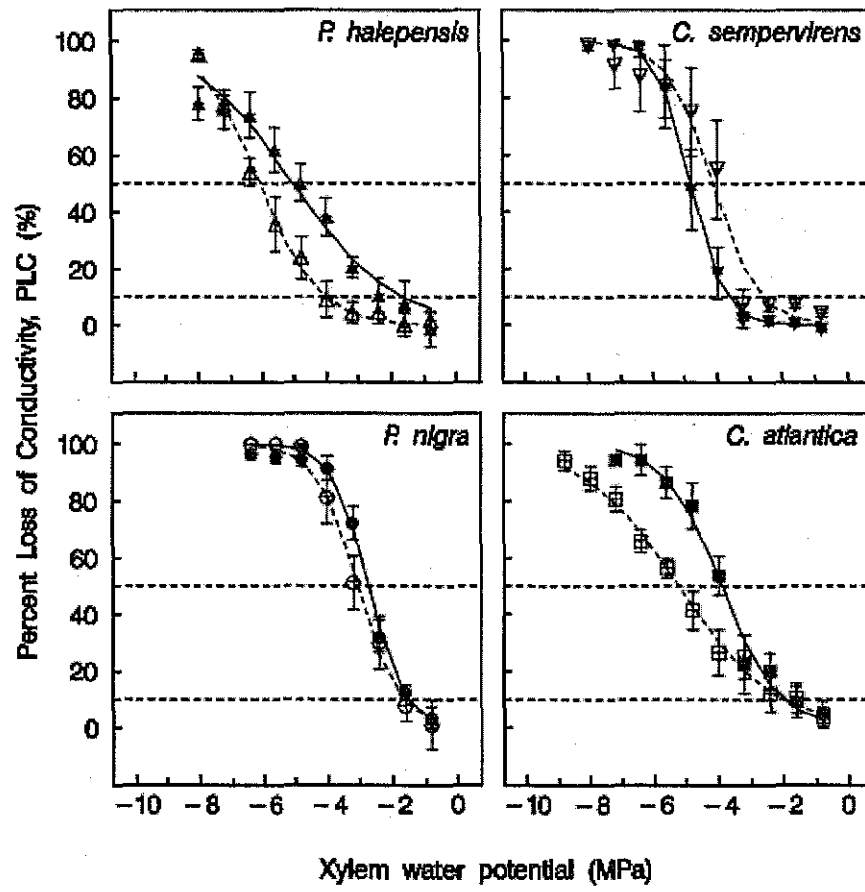 P. halepensis
C. sempervirens
100
80
60
40
20
0
P. nigra
C. atlantica
100
80
60
40
20
0
Percent Loss of Conductivity, PLC (%)
−10 −8 −6 −4 −2 0
−10 −8 −6 −4 −2 0
Xylem water potential (MPa)